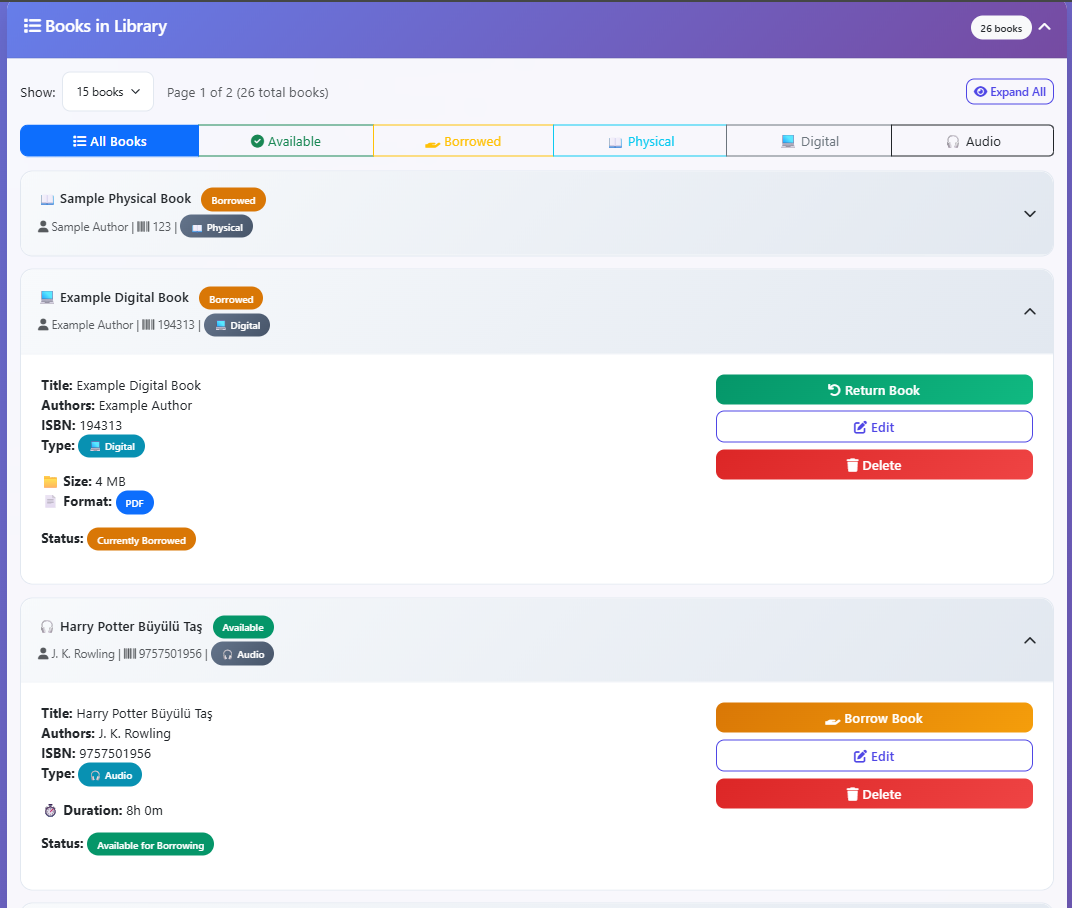 Books in Library
26 books
Show: 15 books Page 1 of 2 (26 total books)
Expand All
All Books Available Borrowed Physical Digital Audio
Sample Physical Book Borrowed
Sample Author | 123 | Physical
Example Digital Book Borrowed
Example Author | 194313 | Digital
Title: Example Digital Book
Authors: Example Author
ISBN: 194313
Type: Digital
Size: 4 MB
Format: PDF
Status: Currently Borrowed
Return Book
Edit
Delete
Harry Potter Büyülü Taş Available
J. K. Rowling | 9757501956 | Audio
Title: Harry Potter Büyülü Taş
Authors: J. K. Rowling
ISBN: 9757501956
Type: Audio
Duration: 8h 0m
Status: Available for Borrowing
Borrow Book
Edit
Delete